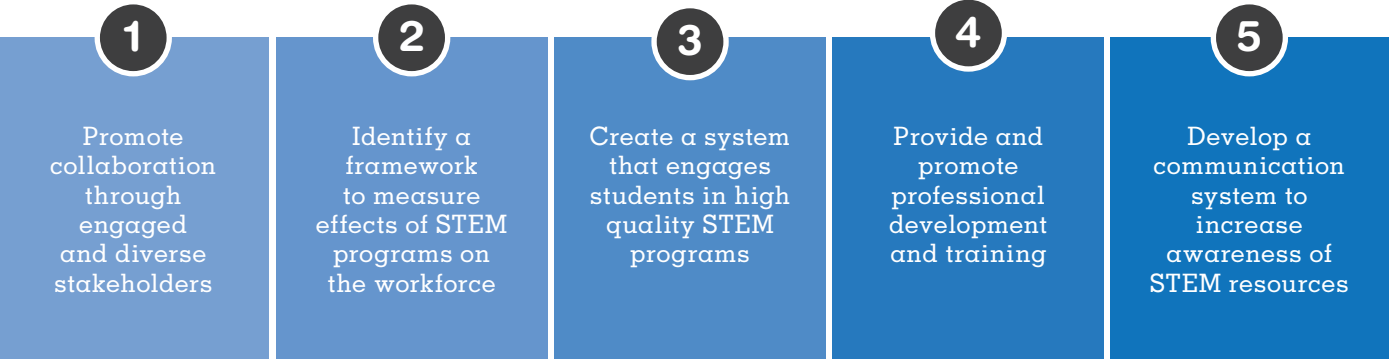 1
Promote
collaboration
through
engaged
and diverse
stakeholders
2
Identify a
framework
to measure
effects of STEM
programs on
the workforce
3
Create a system
that engages
students in high
quality STEM
programs
4
Provide and
promote
professional
development
and training
5
Develop a
communication
system to
increase
awareness of
STEM resources